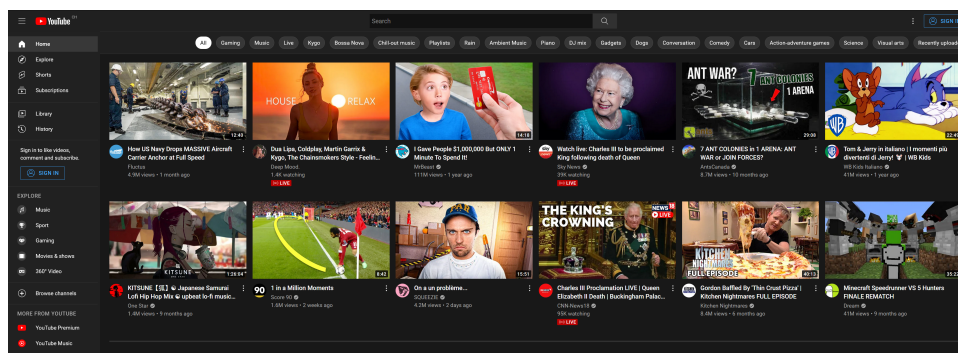 YouTube CH
Search
SIGN IN
Home
Explore
Shorts
Subscriptions
Library
History
Sign in to like videos,
comment and subscribe.
SIGN IN
EXPLORE
Music
Sport
Gaming
Movies & shows
360° Video
Browse channels
MORE FROM YOUTUBE
YouTube Premium
YouTube Music
All Gaming Music Live Kygo Bossa Nova Chill-out music Playlists Rain Ambient Music Piano DJ mix Gadgets Dogs Conversation Comedy Cars Action-adventure games Science Visual arts Recently upload
12:40
How US Navy Drops MASSIVE Aircraft
Carrier Anchor at Full Speed
Fluctus
4.9M views • 1 month ago
HOUSE RELAX
Dua Lipa, Coldplay, Martin Garrix &
Kygo, The Chainsmokers Style - Feelin...
Deep Mood.
1.4K watching
LIVE
14:18
I Gave People $1,000,000 But ONLY 1
Minute To Spend It!
MrBeast
111M views • 1 year ago
Watch live: Charles III to be proclaimed
King following death of Queen
Sky News
39K watching
LIVE
ANT WAR? 7 ANT COLONIES
1 ARENA
29:08
7 ANT COLONIES in 1 ARENA: ANT
WAR or JOIN FORCES?
AntsCanada
8.7M views • 10 months ago
WB
22:45
Tom & Jerry in italiano | I momenti più
divertenti di Jerry! | WB Kids
WB Kids Italiano
41M views • 1 year ago
KITSUNE
1:26:04
KITSUNE 【狐】 Japanese Samurai
Lofi Hip Hop Mix upbeat lo-fi music...
One Star
1.4M views • 9 months ago
8:42
90
1 in a Million Moments
Score 90
1.6M views • 2 weeks ago
15:51
On a un problème...
SQUEEZIE
4.2M views • 2 days ago
THE KING'S
CROWNING
NEWS 18
LIVE
Charles III Proclamation LIVE | Queen
Elizabeth II Death | Buckingham Palac...
CNN-News18
95K watching
LIVE
KITCHEN
NIGHTMARES
FULL EPISODE
40:13
Gordon Baffled By 'Thin Crust Pizza' |
Kitchen Nightmares FULL EPISODE
Kitchen Nightmares
8.4M views • 6 months ago
35:22
Minecraft Speedrunner VS 5 Hunters
FINALE REMATCH
Dream
41M views • 9 months ago